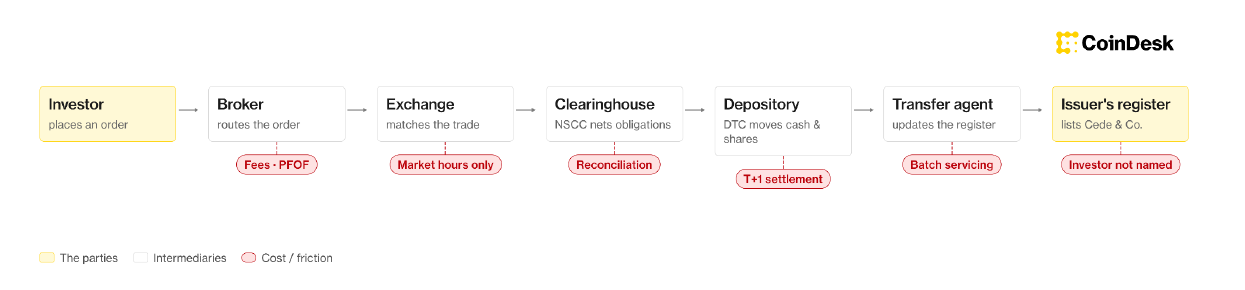 CoinDesk
Investor
places an order
Broker
routes the order
Exchange
matches the trade
Clearinghouse
NSCC nets obligations
Depository
DTC moves cash &
shares
Transfer agent
updates the register
Issuer's register
lists Cede & Co.
Fees · PFOF
Market hours only
Reconciliation
T+1 settlement
Batch servicing
Investor not named
The parties
Intermediaries
Cost / friction